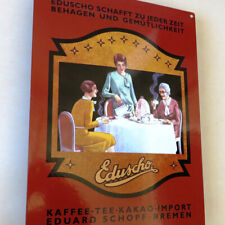 EDUSCHO SCHAFFT ZU JEDER ZEIT
BEHAGEN UND GEMÜTLICHKEIT
Eduscho
KAFFEE-TEE-KAKAO-IMPORT
EDUARD SCHOPF BREMEN